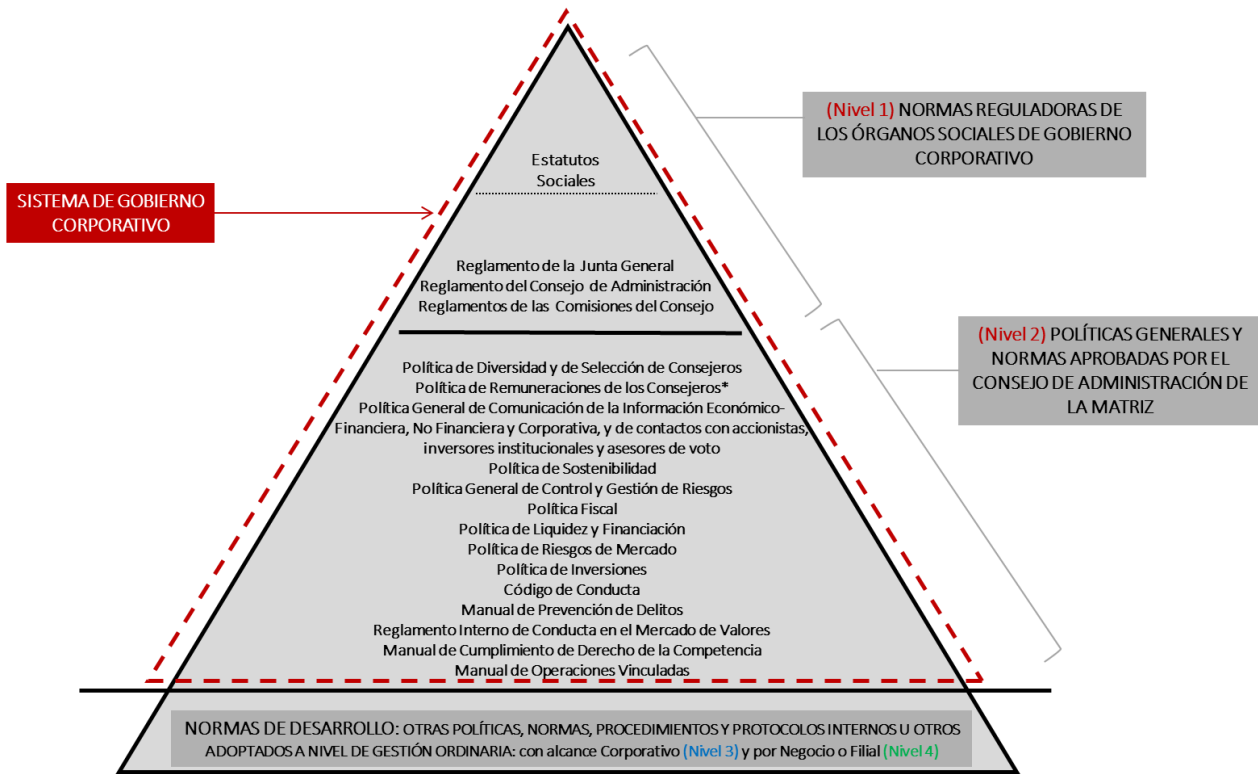 (Nivel 1) NORMAS REGULADORAS DE
LOS ÓRGANOS SOCIALES DE GOBIERNO
CORPORATIVO
Estatutos
Sociales
SISTEMA DE GOBIERNO
CORPORATIVO
Reglamento de la Junta General
Reglamento del Consejo de Administración
Reglamentos de las Comisiones del Consejo
(Nivel 2) POLÍTICAS GENERALES Y
NORMAS APROBADAS POR EL
CONSEJO DE ADMINISTRACIÓN DE
LA MATRIZ
Política de Diversidad y de Selección de Consejeros
Política de Remuneraciones de los Consejeros*
Política General de Comunicación de la Información Económico-
Financiera, No Financiera y Corporativa, y de contactos con accionistas,
inversores institucionales y asesores de voto
Política de Sostenibilidad
Política General de Control y Gestión de Riesgos
Política Fiscal
Política de Liquidez y Financiación
Política de Riesgos de Mercado
Política de Inversiones
Código de Conducta
Manual de Prevención de Delitos
Reglamento Interno de Conducta en el Mercado de Valores
Manual de Cumplimiento de Derecho de la Competencia
Manual de Operaciones Vinculadas
NORMAS DE DESARROLLO: OTRAS POLÍTICAS, NORMAS, PROCEDIMIENTOS Y PROTOCOLOS INTERNOS U OTROS
ADOPTADOS A NIVEL DE GESTIÓN ORDINARIA: con alcance Corporativo (Nivel 3) y por Negocio o Filial (Nivel 4)